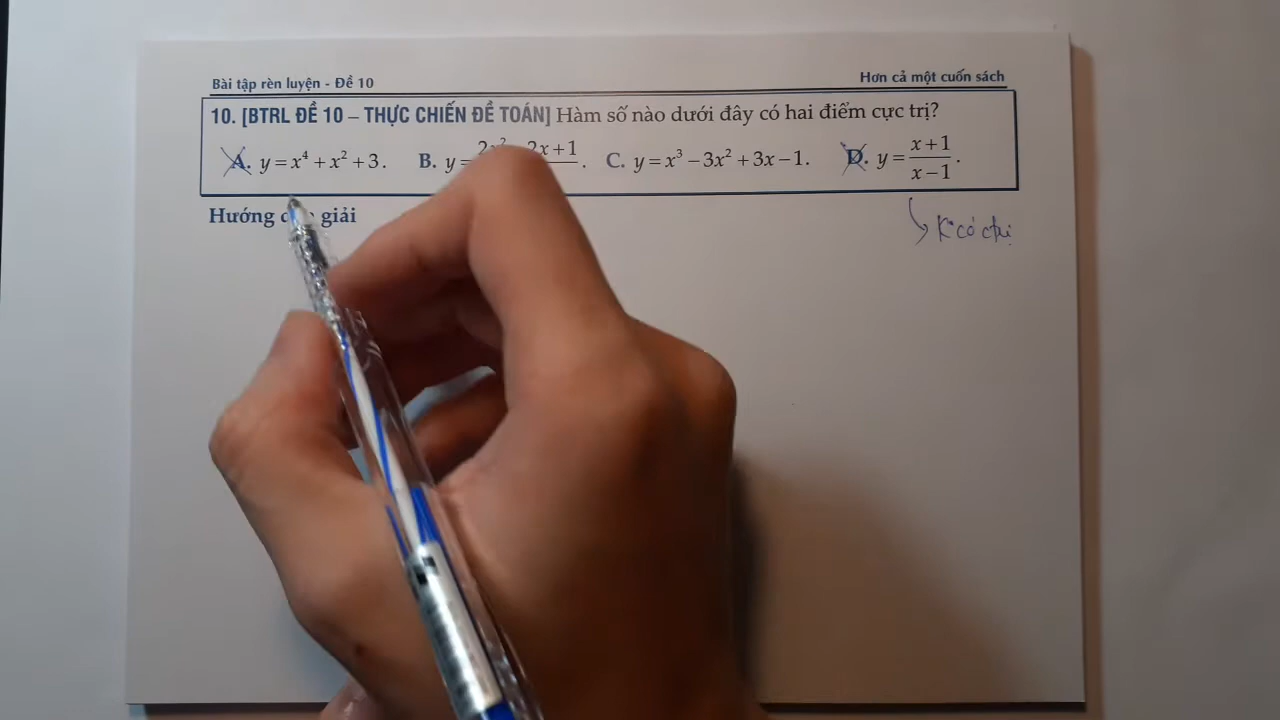 Bài tập rèn luyện - Đề 10
Hơn cả một cuốn sách
10. [BTRL ĐỀ 10 – THỰC CHIẾN ĐỀ TOÁN] Hàm số nào dưới đây có hai điểm cực trị?
A. y = x⁴ + x² + 3. B. y = C. y = x³ − 3x² + 3x − 1. D. y = (x+1)/(x−1).
Hướng giải
K có